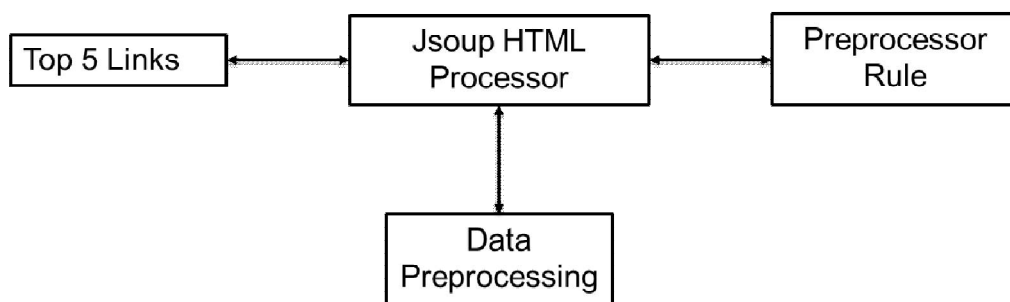 Top 5 Links
Jsoup HTML
Processor
Preprocessor
Rule
Data
Preprocessing